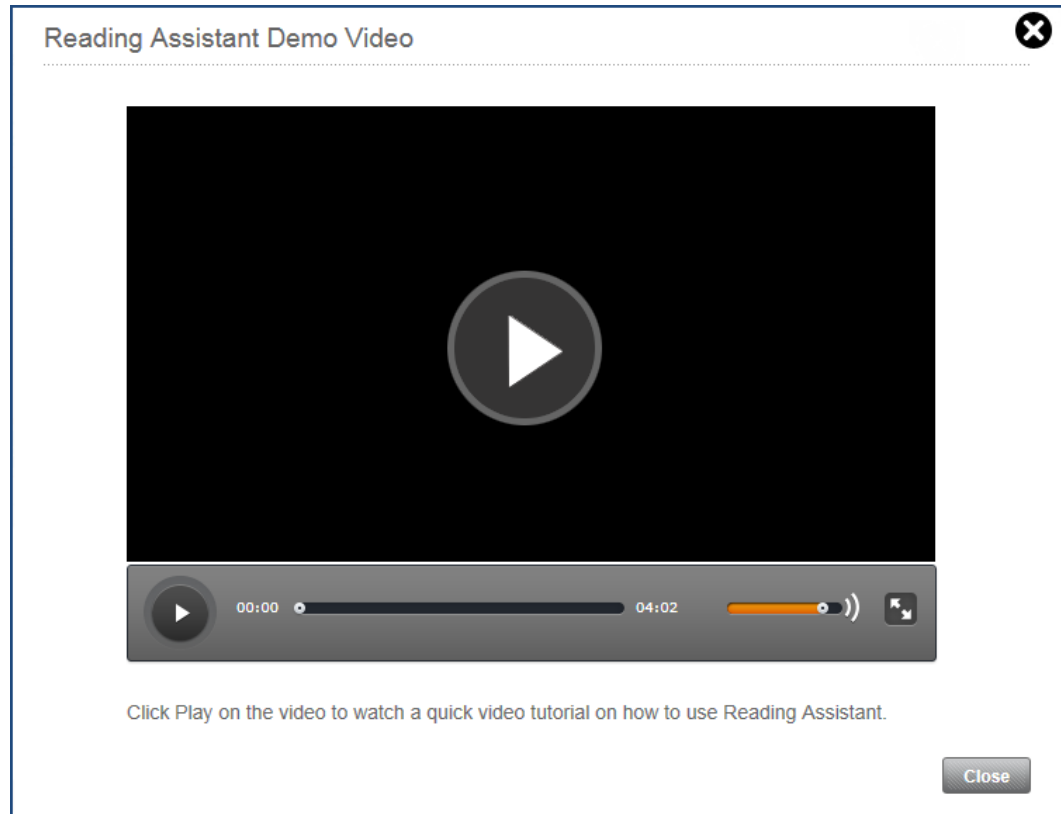 Reading Assistant Demo Video
00:00 04:02
Click Play on the video to watch a quick video tutorial on how to use Reading Assistant.
Close